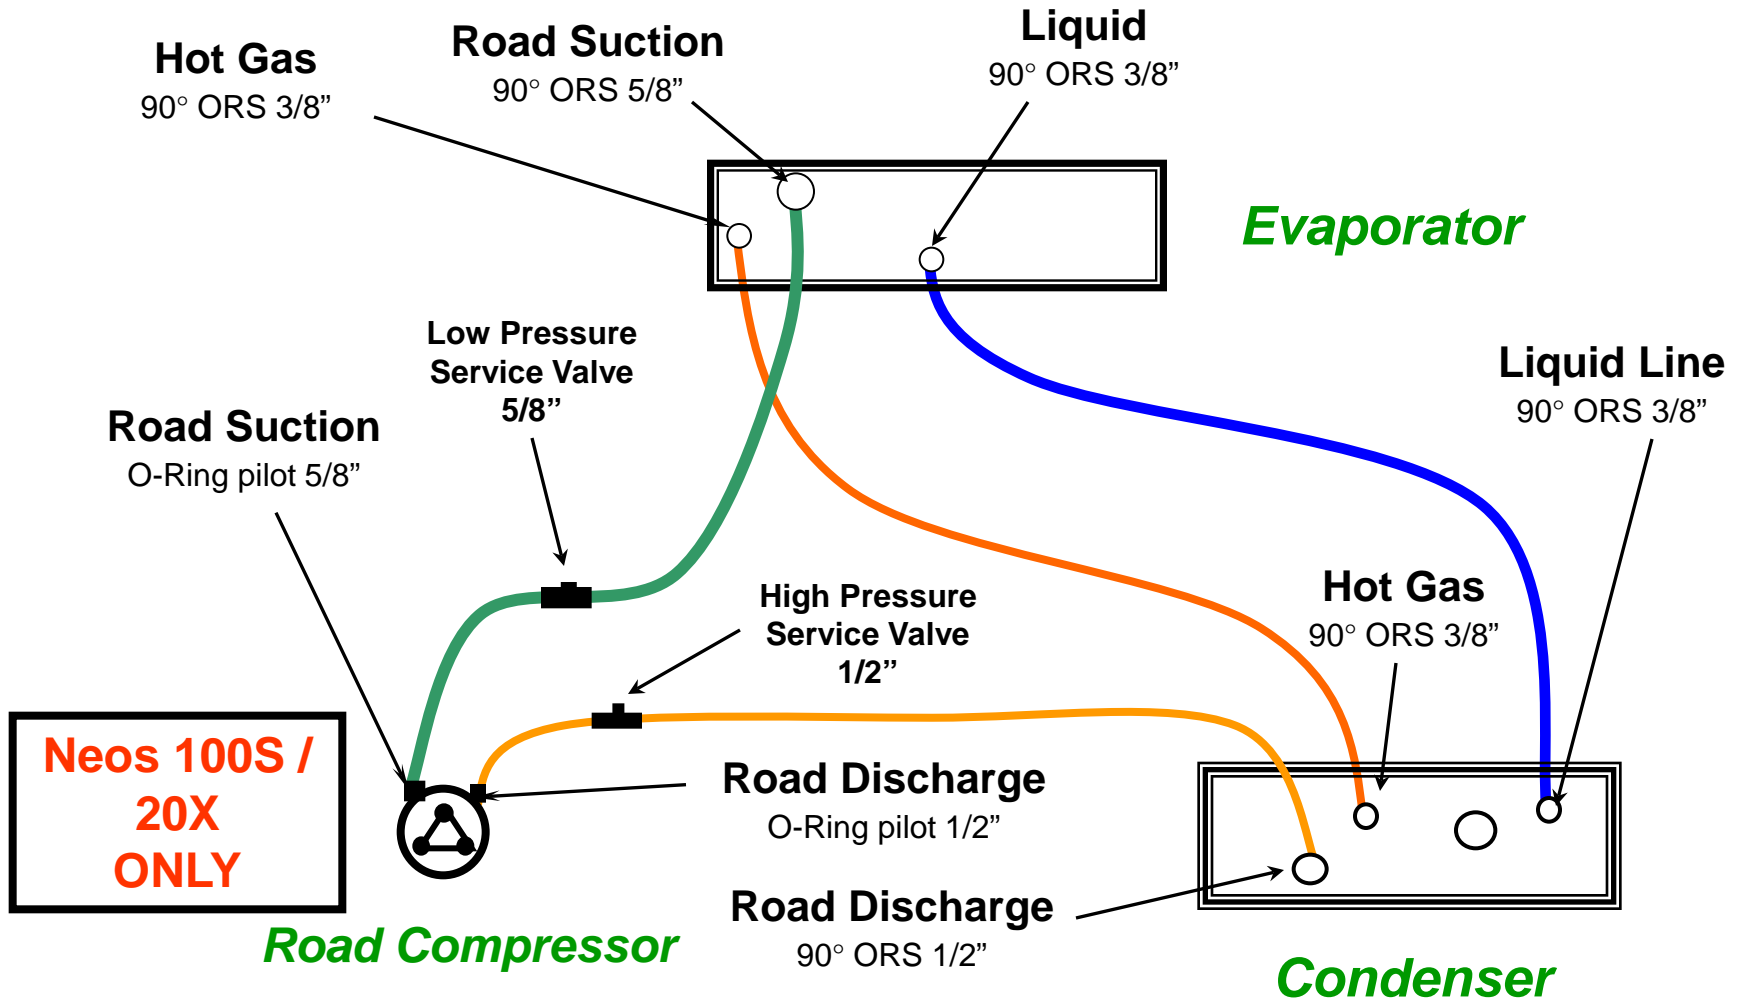 Hot Gas
90° ORS 3/8”
Road Suction
90° ORS 5/8”
Liquid
90° ORS 3/8”
Evaporator
Low Pressure
Service Valve
5/8”
Liquid Line
90° ORS 3/8”
Road Suction
O-Ring pilot 5/8”
High Pressure
Service Valve
1/2”
Hot Gas
90° ORS 3/8”
Neos 100S /
20X
ONLY
Road Discharge
O-Ring pilot 1/2”
Road Discharge
90° ORS 1/2”
Road Compressor
Condenser